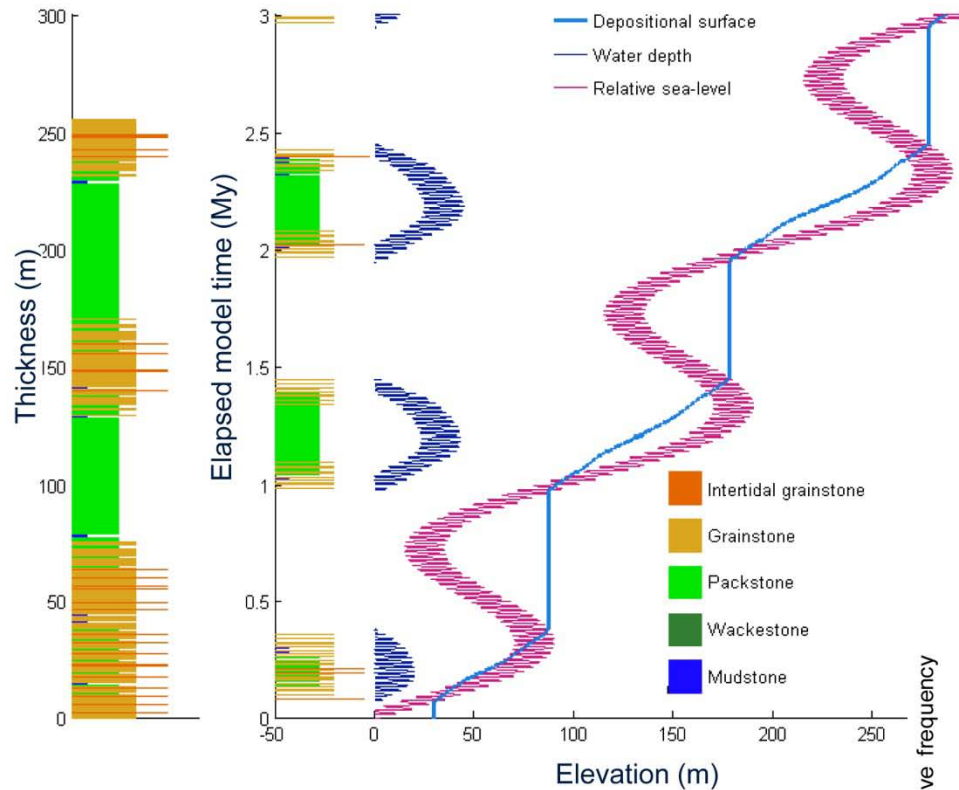 300
250
200
150
100
50
0
Thickness (m)
3
2.5
2
1.5
1
0.5
0
Elapsed model time (My)
Depositional surface
Water depth
Relative sea-level
Intertidal grainstone
Grainstone
Packstone
Wackestone
Mudstone
-50
0
50
100
150
200
250
Elevation (m)
ve frequency